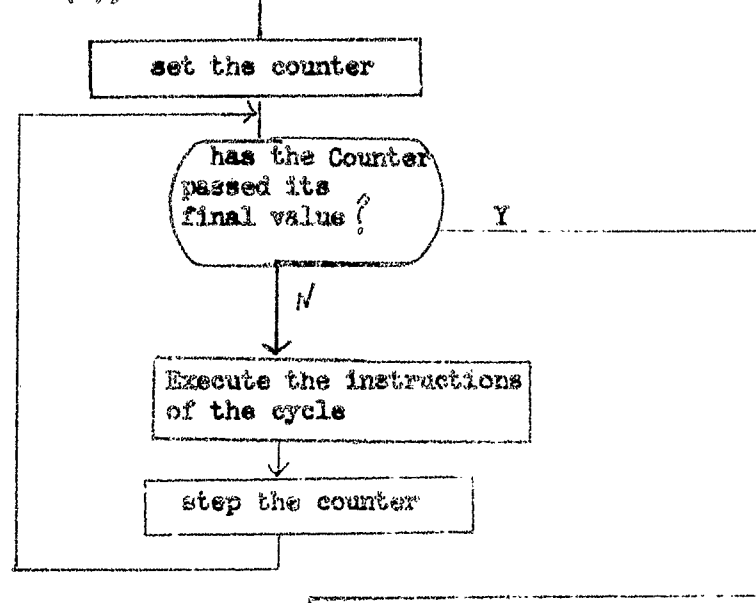 set the counter
has the Counter
passed its
final value?
Y
N
Execute the instructions
of the cycle
step the counter